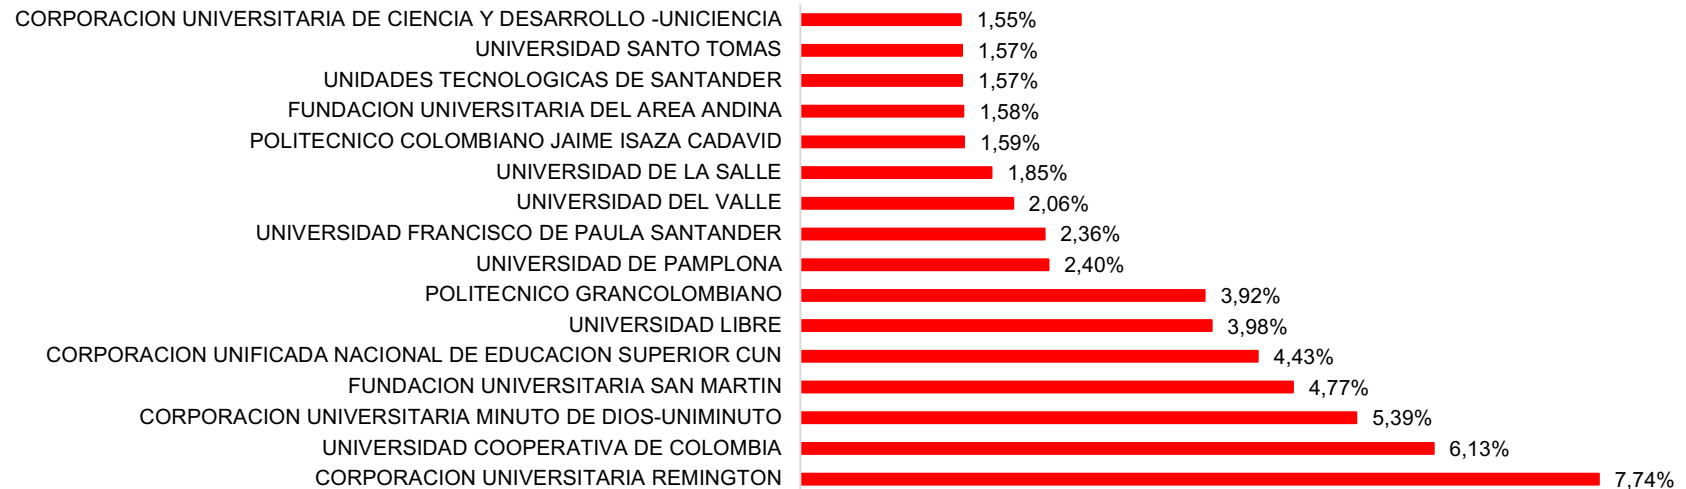 CORPORACION UNIVERSITARIA DE CIENCIA Y DESARROLLO -UNICIENCIA 1,55%
UNIVERSIDAD SANTO TOMAS 1,57%
UNIDADES TECNOLOGICAS DE SANTANDER 1,57%
FUNDACION UNIVERSITARIA DEL AREA ANDINA 1,58%
POLITECNICO COLOMBIANO JAIME ISAZA CADAVID 1,59%
UNIVERSIDAD DE LA SALLE 1,85%
UNIVERSIDAD DEL VALLE 2,06%
UNIVERSIDAD FRANCISCO DE PAULA SANTANDER 2,36%
UNIVERSIDAD DE PAMPLONA 2,40%
POLITECNICO GRANCOLOMBIANO 3,92%
UNIVERSIDAD LIBRE 3,98%
CORPORACION UNIFICADA NACIONAL DE EDUCACION SUPERIOR CUN 4,43%
FUNDACION UNIVERSITARIA SAN MARTIN 4,77%
CORPORACION UNIVERSITARIA MINUTO DE DIOS-UNIMINUTO 5,39%
UNIVERSIDAD COOPERATIVA DE COLOMBIA 6,13%
CORPORACION UNIVERSITARIA REMINGTON 7,74%